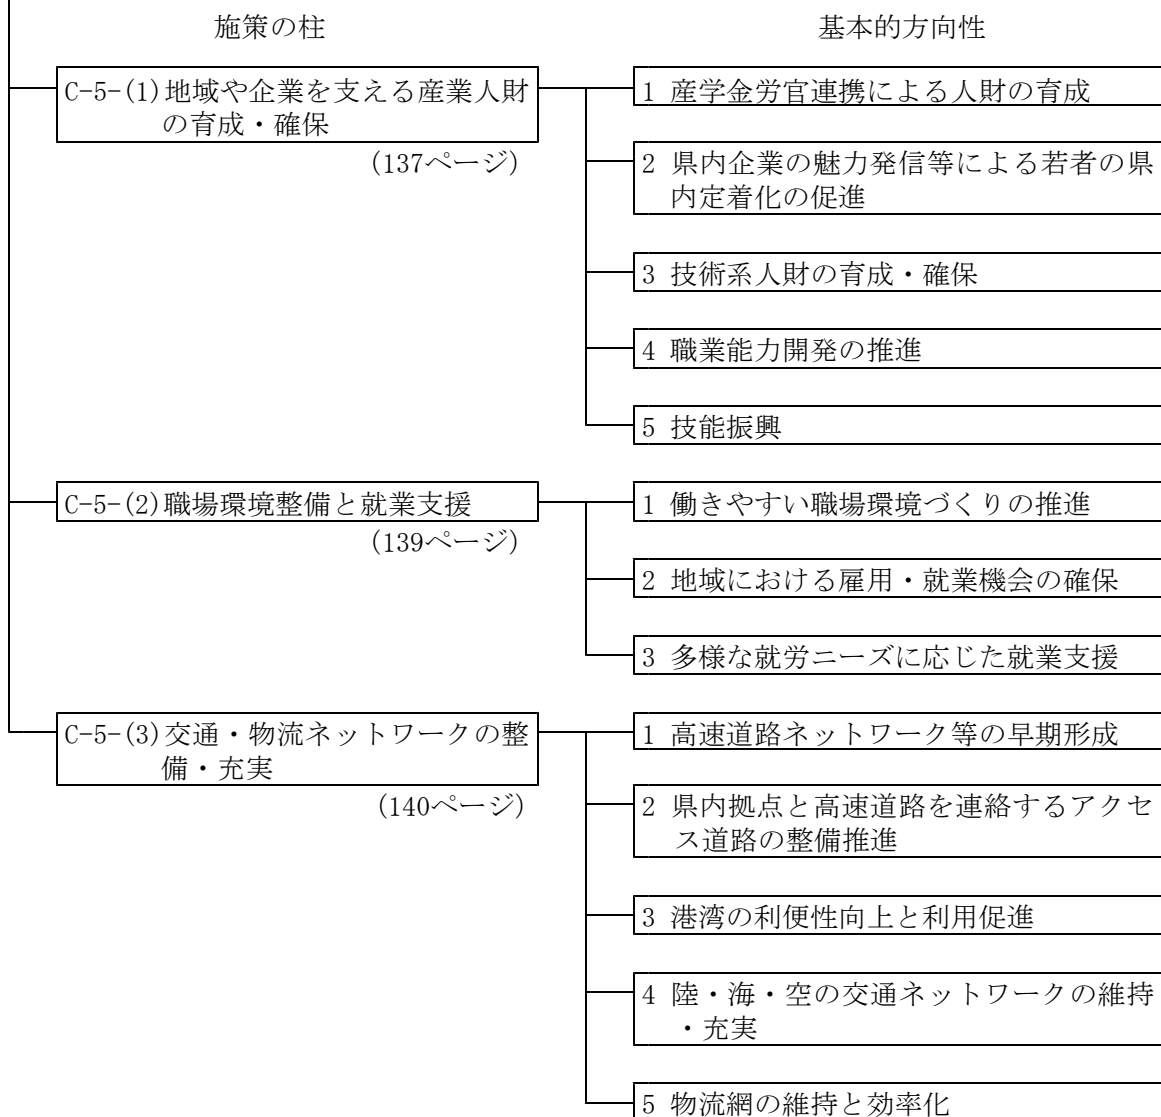 施策の柱
基本的方向性
C-5-(1)地域や企業を支える産業人財
の育成・確保
(137ページ)
1 産学金労官連携による人財の育成
2 県内企業の魅力発信等による若者の県
内定着化の促進
3 技術系人財の育成・確保
4 職業能力開発の推進
5 技能振興
C-5-(2)職場環境整備と就業支援
(139ページ)
1 働きやすい職場環境づくりの推進
2 地域における雇用・就業機会の確保
3 多様な就労ニーズに応じた就業支援
C-5-(3)交通・物流ネットワークの整
備・充実
(140ページ)
1 高速道路ネットワーク等の早期形成
2 県内拠点と高速道路を連絡するアクセ
ス道路の整備推進
3 港湾の利便性向上と利用促進
4 陸・海・空の交通ネットワークの維持
・充実
5 物流網の維持と効率化